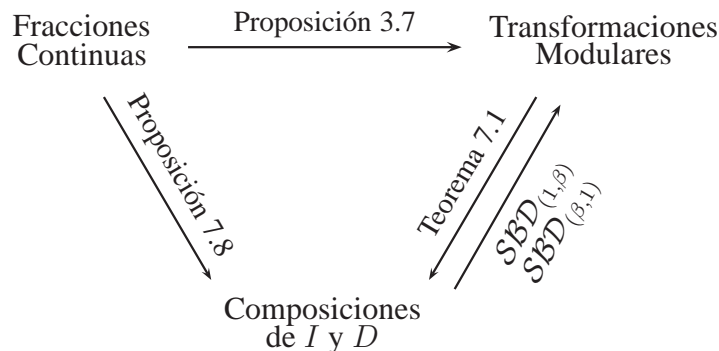 Fracciones
Continuas
Proposición 3.7
Transformaciones
Modulares
Proposición 7.8
Teorema 7.1
𝒮ℬ𝒟(1,β)
𝒮ℬ𝒟(β,1)
Composiciones
de I y D